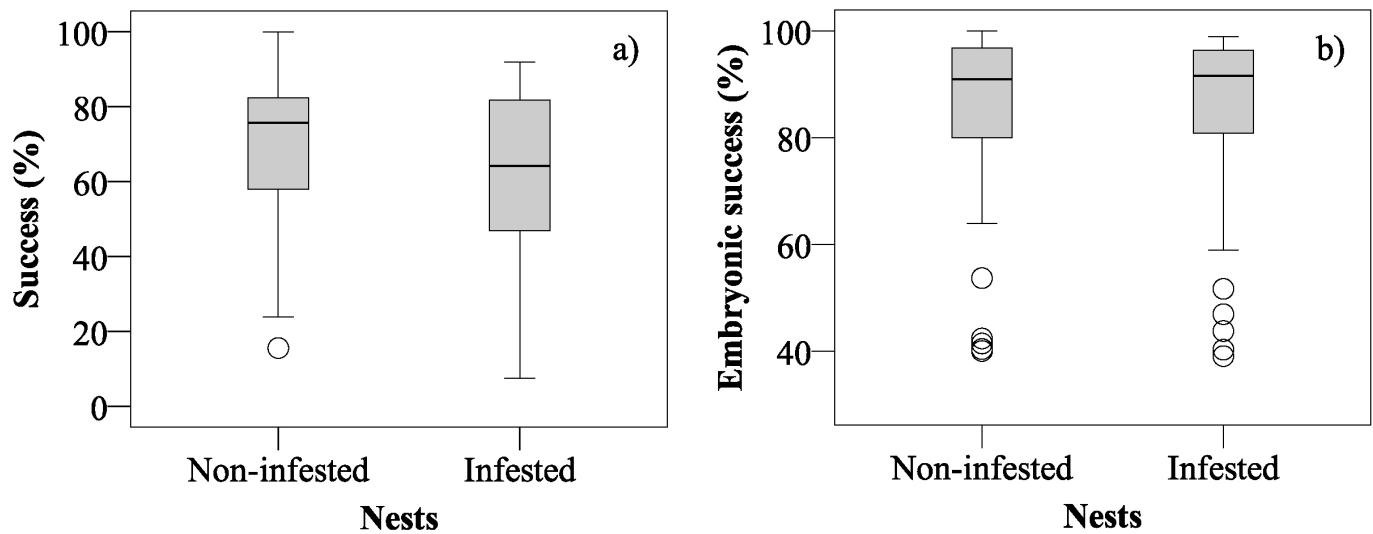 a)
Success (%)
100
80
60
40
20
0
Non-infested
Infested
Nests
b)
Embryonic success (%)
100
80
60
40
Non-infested
Infested
Nests